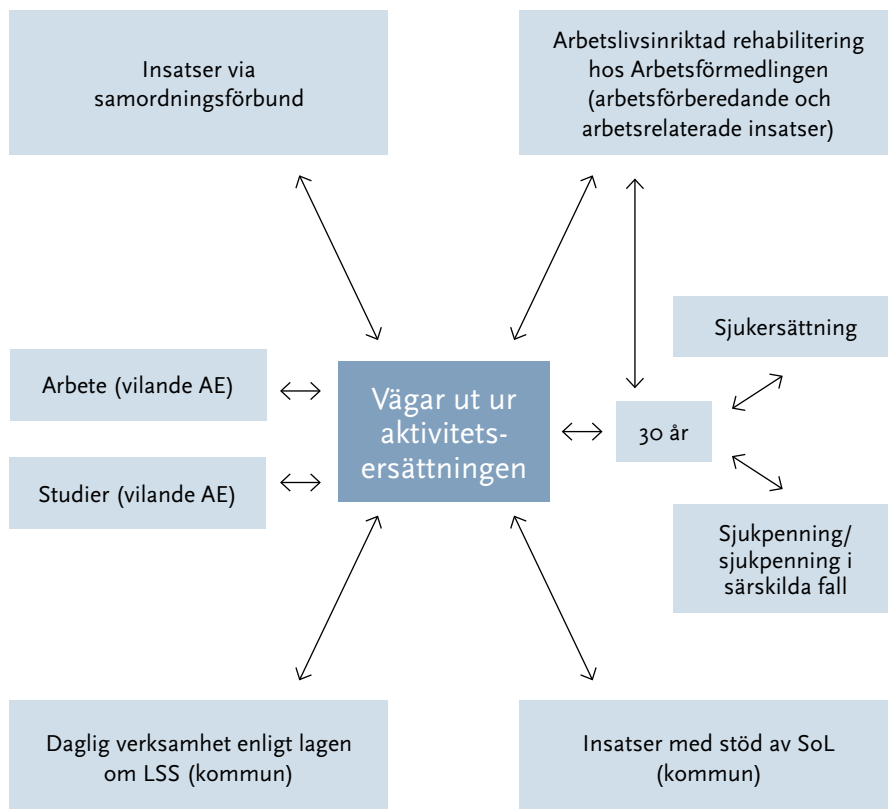 Insatser via
samordningsförbund
Arbetslivsinriktad rehabilitering
hos Arbetsförmedlingen
(arbetsförberedande och
arbetsrelaterade insatser)
Sjukersättning
Arbete (vilande AE)
Vägar ut ur
aktivitets-
ersättningen
30 år
Studier (vilande AE)
Sjukpenning/
sjukpenning i
särskilda fall
Daglig verksamhet enligt lagen
om LSS (kommun)
Insatser med stöd av SoL
(kommun)